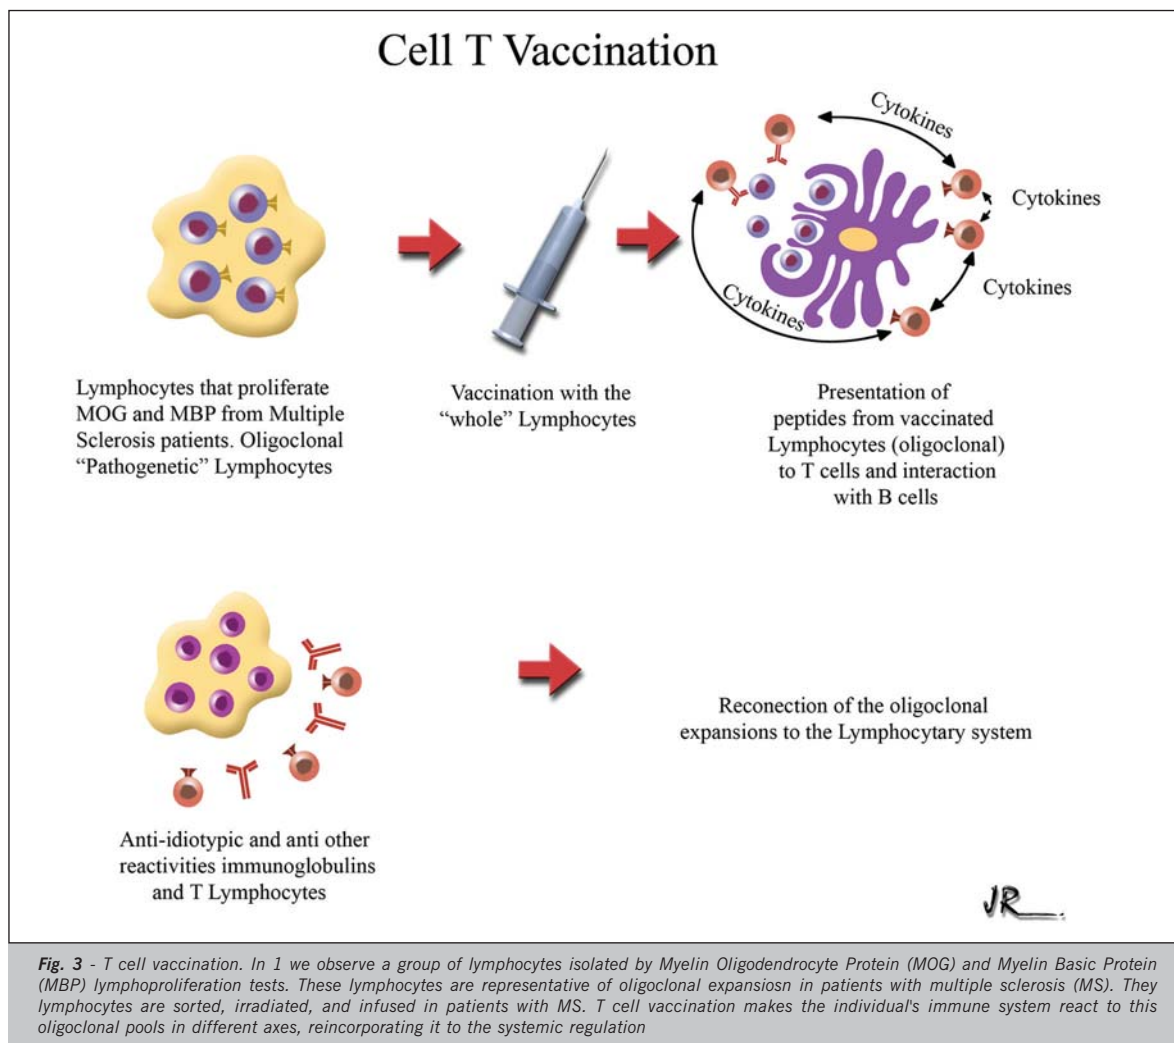 Cell T Vaccination
Cytokines
Cytokines
Cytokines
Cytokines
Lymphocytes that proliferate
MOG and MBP from Multiple
Sclerosis patients. Oligoclonal
“Pathogenetic” Lymphocytes
Vaccination with the
“whole” Lymphocytes
Presentation of
peptides from vaccinated
Lymphocytes (oligoclonal)
to T cells and interaction
with B cells
Anti-idiotypic and anti other
reactivities immunoglobulins
and T Lymphocytes
Reconection of the oligoclonal
expansions to the Lymphocytary system
JR
Fig. 3 - T cell vaccination. In 1 we observe a group of lymphocytes isolated by Myelin Oligodendrocyte Protein (MOG) and Myelin Basic Protein
(MBP) lymphoproliferation tests. These lymphocytes are representative of oligoclonal expansiosn in patients with multiple sclerosis (MS). They
lymphocytes are sorted, irradiated, and infused in patients with MS. T cell vaccination makes the individual's immune system react to this
oligoclonal pools in different axes, reincorporating it to the systemic regulation